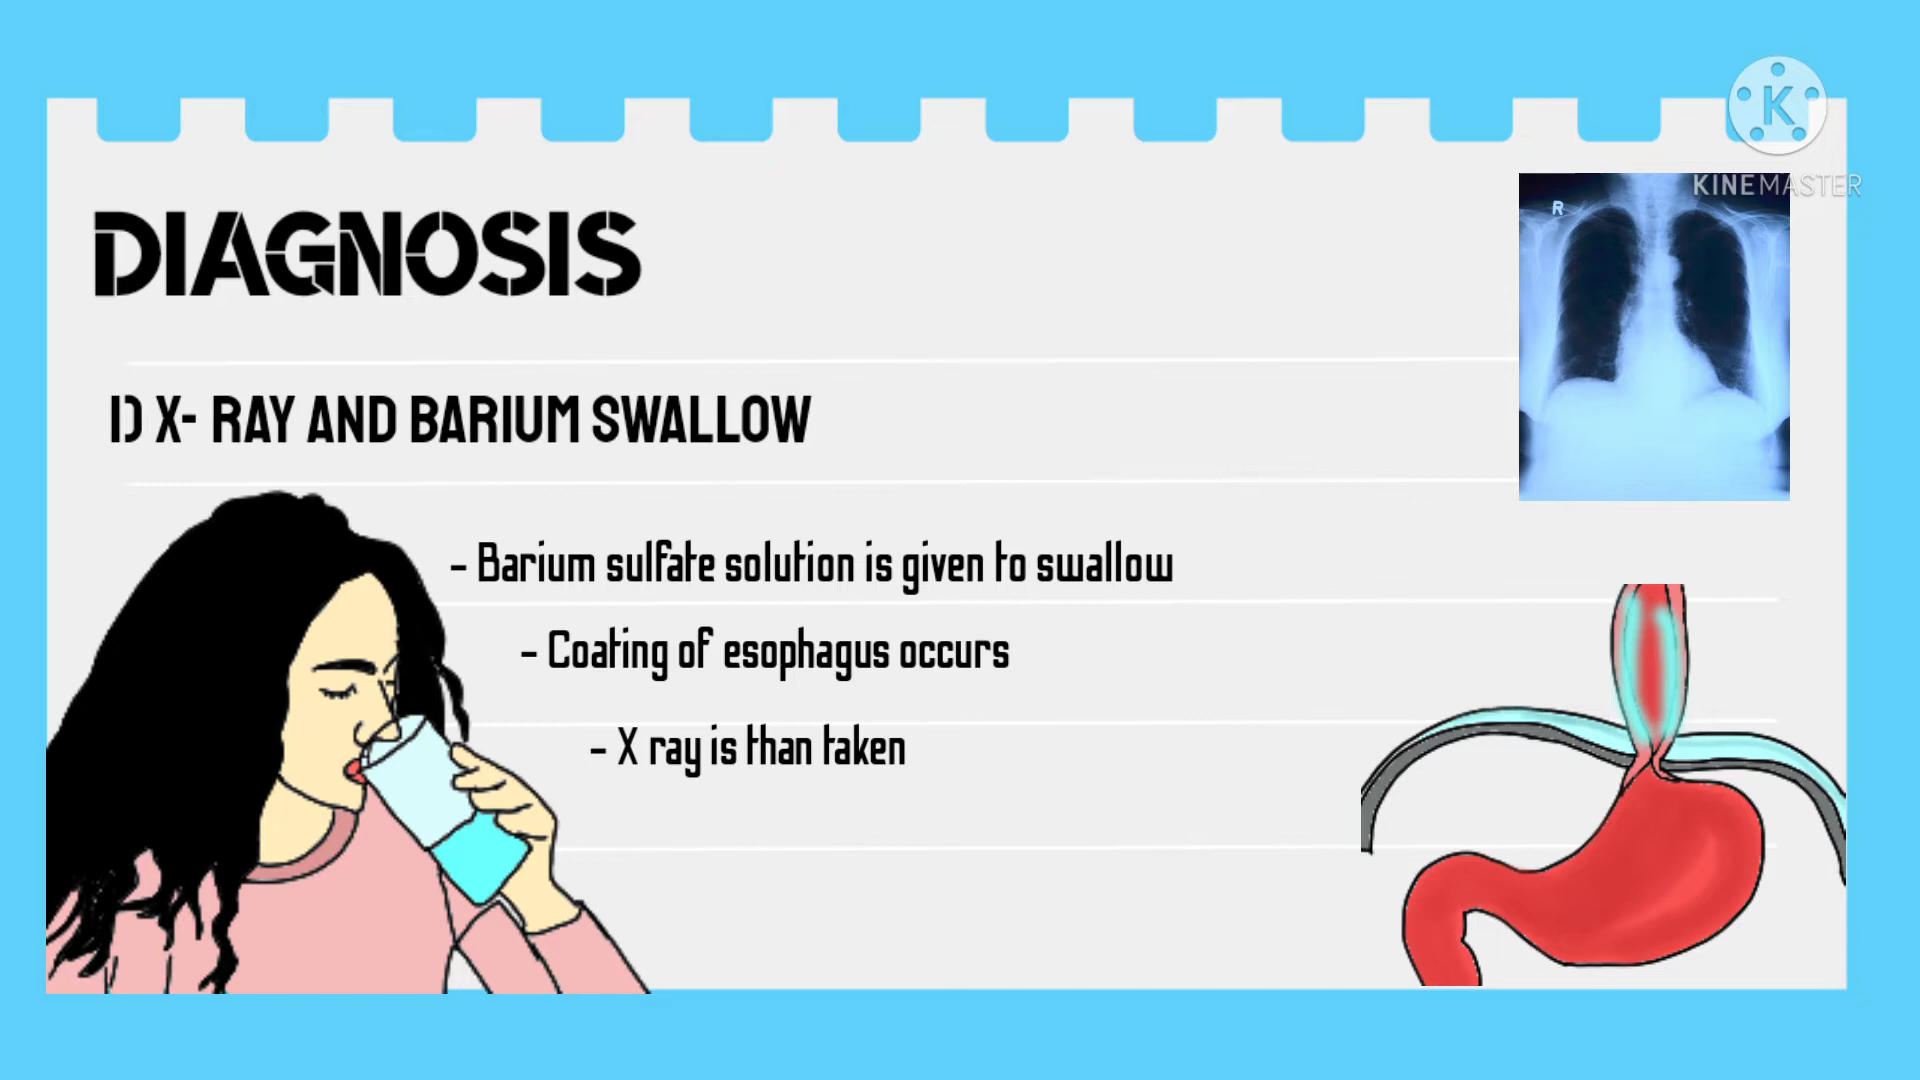 K
KINEMASTER
R
DIAGNOSIS
1) X- RAY AND BARIUM SWALLOW
- Barium sulfate solution is given to swallow
- Coating of esophagus occurs
- X ray is than taken